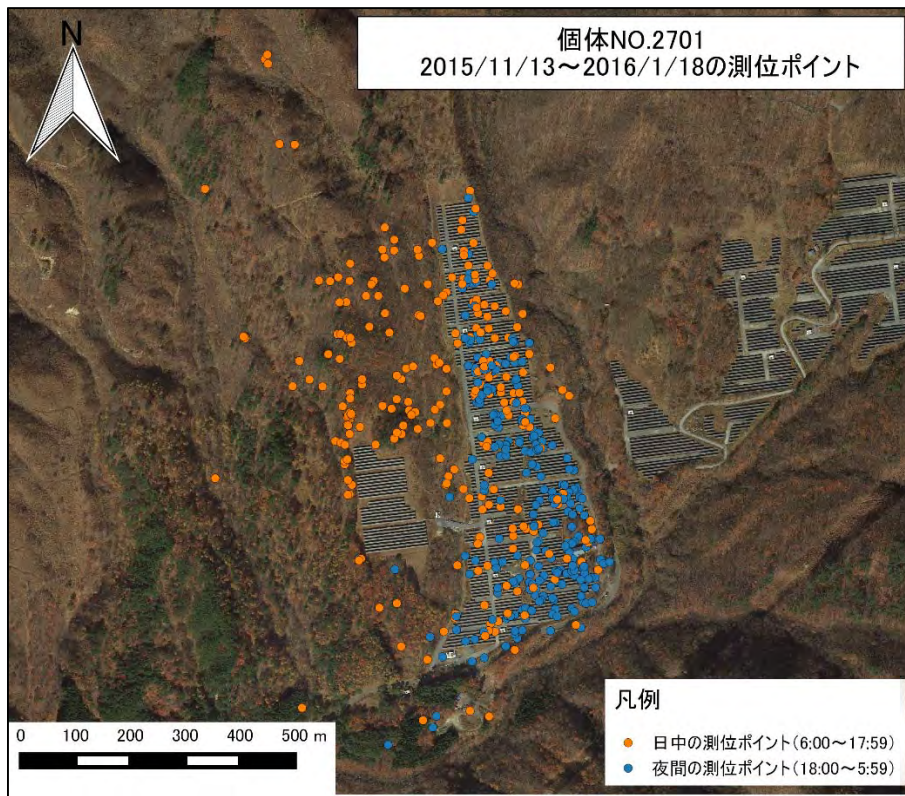 個体NO.2701
2015/11/13～2016/1/18の測位ポイント
N
凡例
日中の測位ポイント(6:00～17:59)
夜間の測位ポイント(18:00～5:59)
0 100 200 300 400 500 m